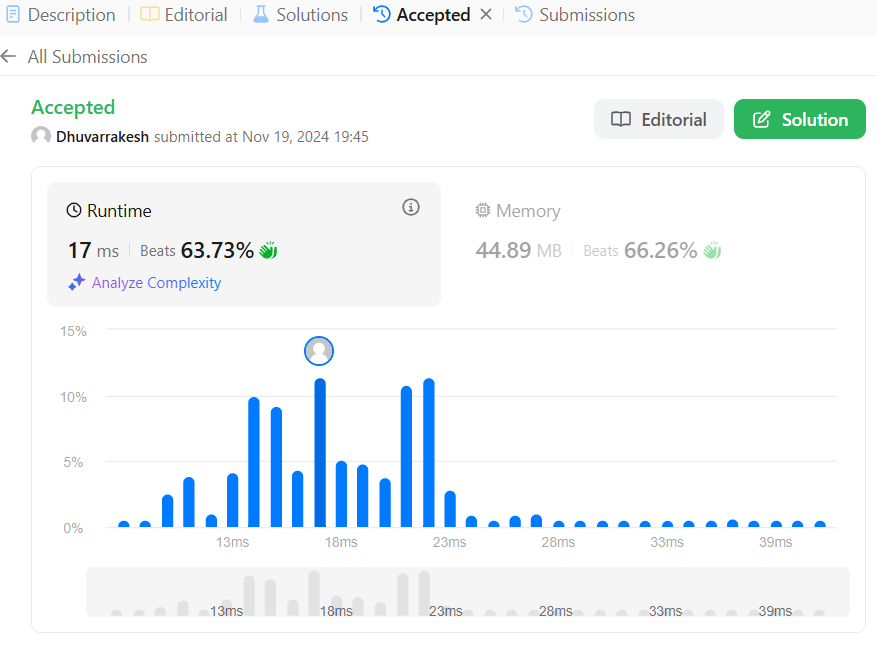 Description Editorial Solutions Accepted Submissions
All Submissions
Accepted
Dhuvarrakesh submitted at Nov 19, 2024 19:45
Editorial
Solution
Runtime
17 ms Beats 63.73%
Analyze Complexity
Memory
44.89 MB Beats 66.26%
15%
10%
5%
0%
13ms 18ms 23ms 28ms 33ms 39ms
13ms 18ms 23ms 28ms 33ms 39ms